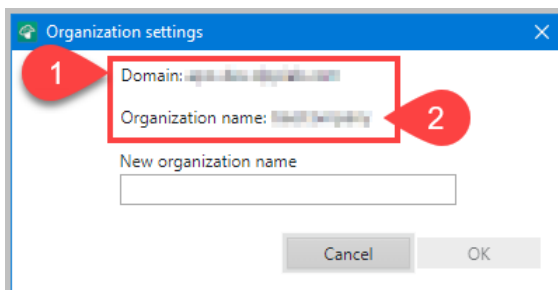 Organization settings
1
Domain:
Organization name:
2
New organization name
Cancel OK